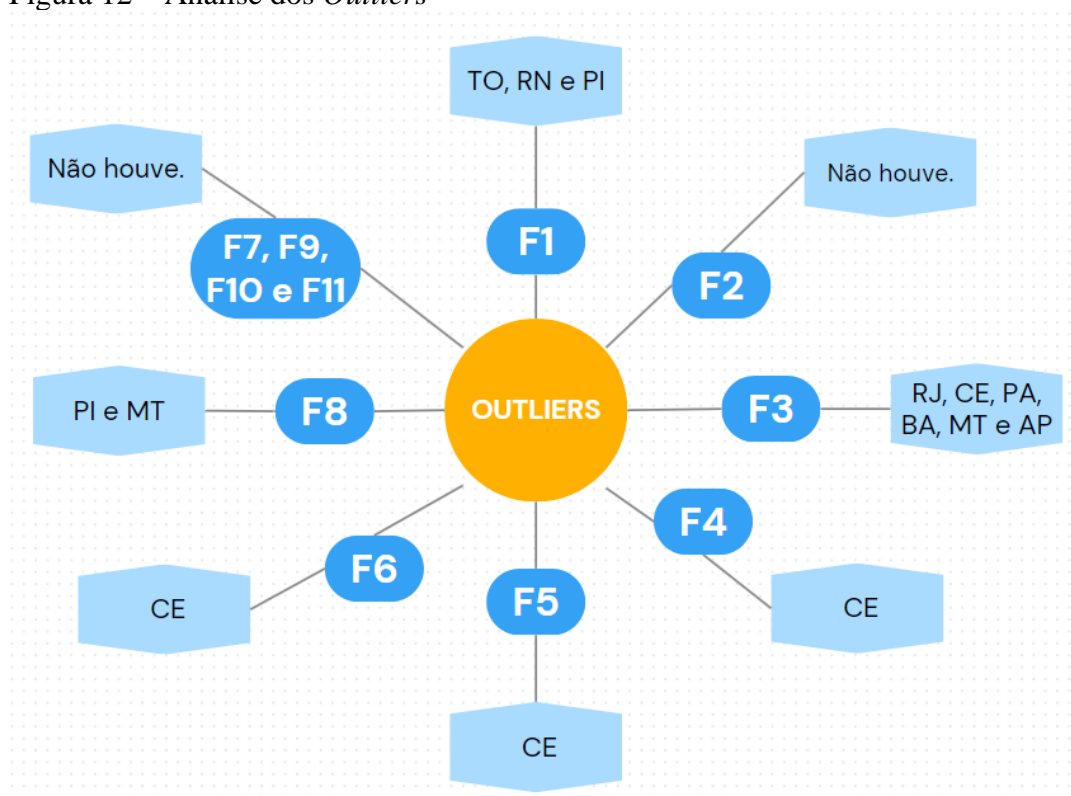 Figura 12 – Análise dos Outliers
TO, RN e PI
Não houve.
Não houve.
F1
F7, F9,
F10 e F11
F2
OUTLIERS
PI e MT
F8
F3
RJ, CE, PA,
BA, MT e AP
F4
F6
F5
CE
CE
CE